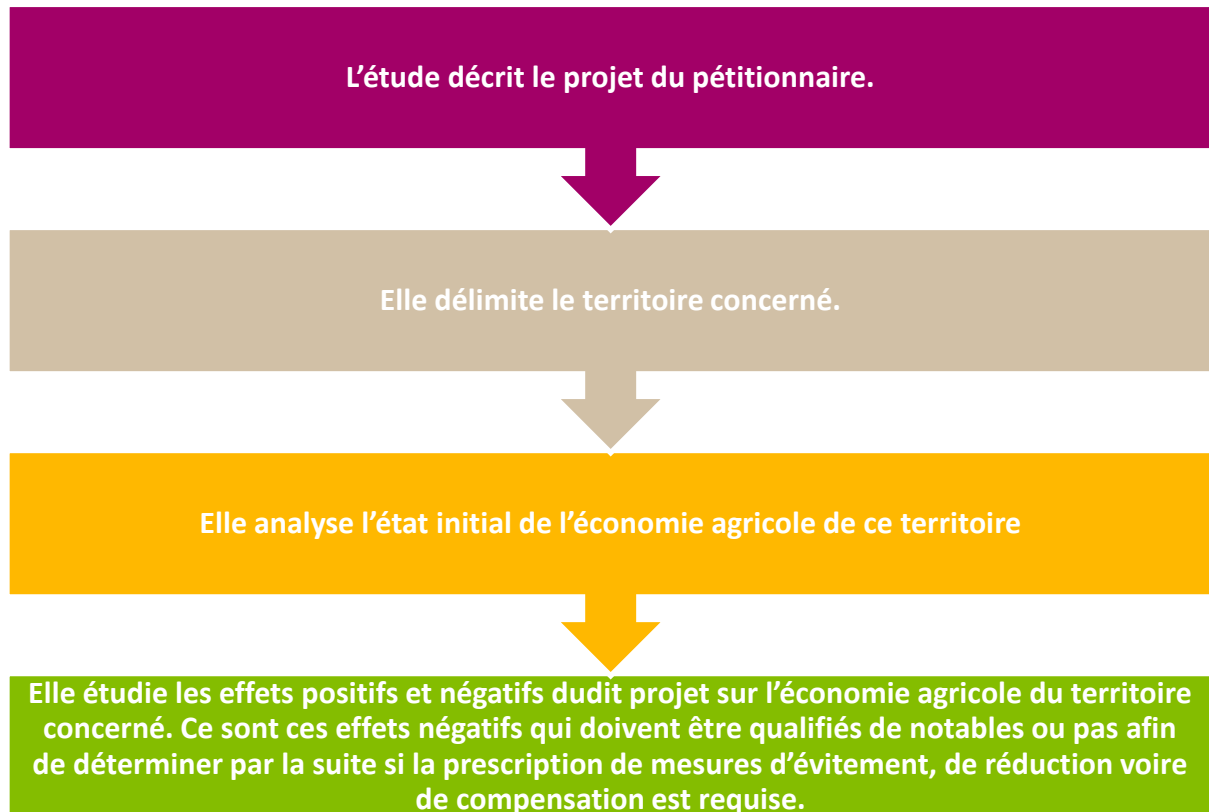 L’étude décrit le projet du pétitionnaire.
Elle délimite le territoire concerné.
Elle analyse l’état initial de l’économie agricole de ce territoire
Elle étudie les effets positifs et négatifs dudit projet sur l’économie agricole du territoire
concerné. Ce sont ces effets négatifs qui doivent être qualifiés de notables ou pas afin
de déterminer par la suite si la prescription de mesures d’évitement, de réduction voire
de compensation est requise.